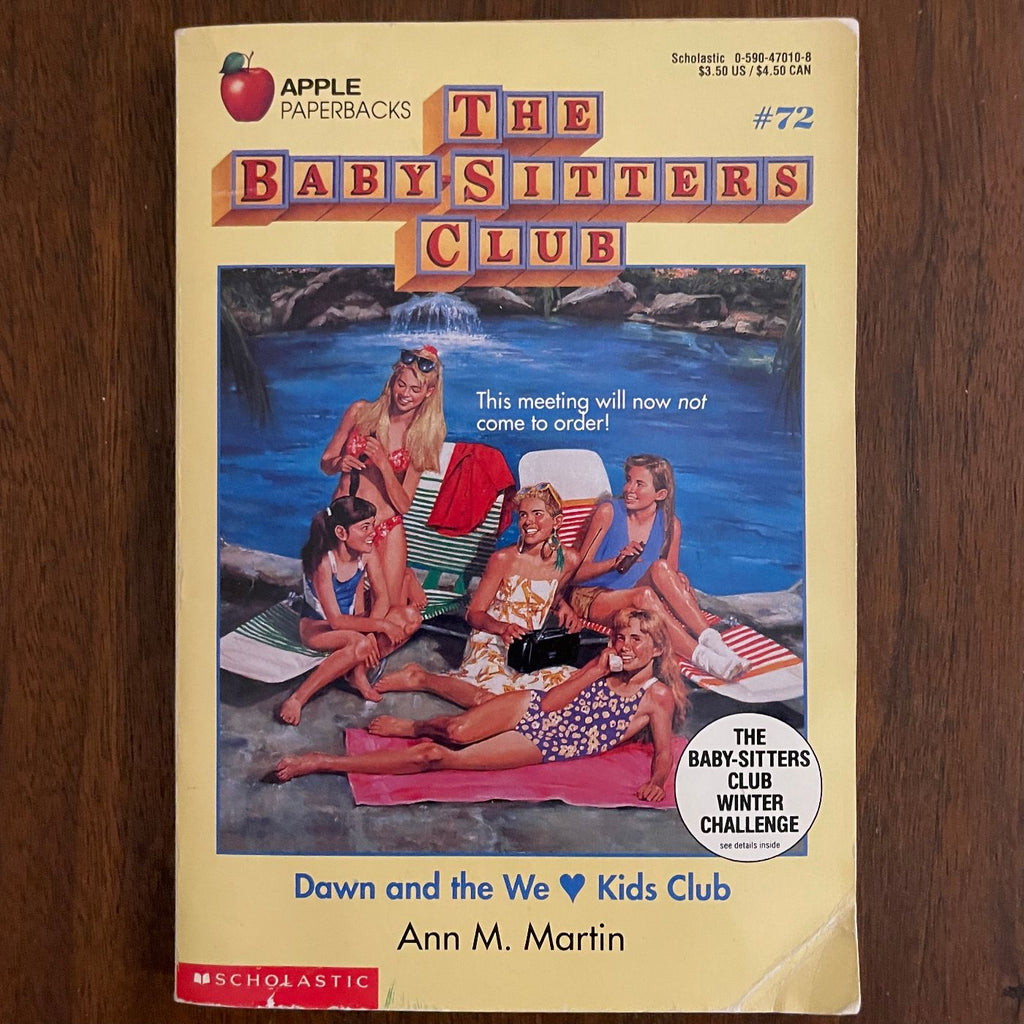 APPLE
PAPERBACKS
Scholastic 0-590-47010-8
$3.50 US / $4.50 CAN
#72
THE
BABY-SITTERS
CLUB
This meeting will now not
come to order!
THE
BABY-SITTERS
CLUB
WINTER
CHALLENGE
see details inside
Dawn and the We ♥ Kids Club
Ann M. Martin
SCHOLASTIC